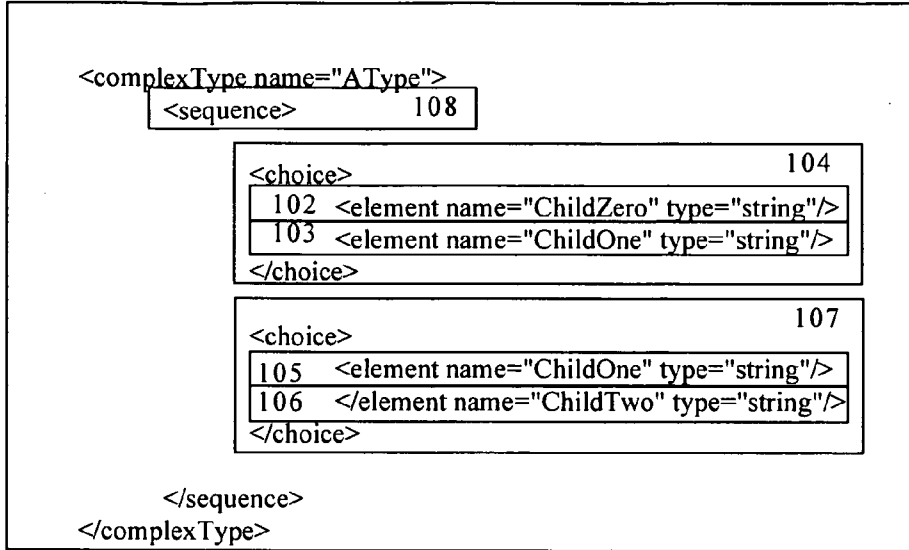 <complexType name="AType">
<sequence> 108
104
<choice>
102 <element name="ChildZero" type="string"/>
103 <element name="ChildOne" type="string"/>
</choice>
107
<choice>
105 <element name="ChildOne" type="string"/>
106 </element name="ChildTwo" type="string"/>
</choice>
</sequence>
</complexType>